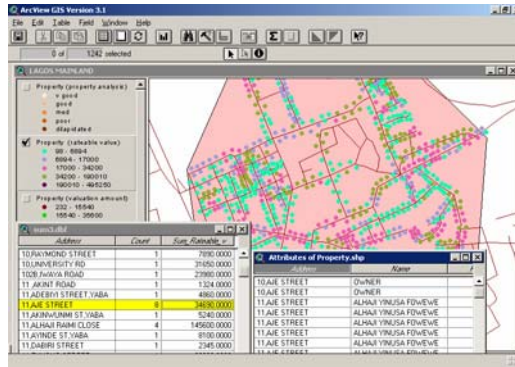 ArcView GIS Version 3.1
File Edit Table Field Window Help
0 of 1242 selected
LAGOS MAINLAND
Property (property analysis)
v good
good
med
poor
dilapidated
Property (rateable value)
98 - 6894
6894 - 17000
17000 - 34200
34200 - 190010
190010 - 495250
Property (valuation amount)
232 - 15540
15540 - 35600
sum3.dbf
Address Count Sum_Rateable_v
10,RAYMOND STREET 1 7890.0000
10,UNIVERSITY RD 1 31650.0000
102B,IWAYA ROAD 1 23980.0000
11 ,AKINT ROAD 1 1324.0000
11,ADEBIYI STREET,YABA 1 4860.0000
11,AJE STREET 8 34690.0000
11,AKINWUNMI ST,YABA 1 5240.0000
11,ALHAJI RAIMI CLOSE 4 145600.0000
11,AYINDE ST,YABA 1 8100.0000
11,DABIRI STREET 1 2345.0000
Attributes of Property.shp
Address Name
10,AJE STREET OWNER
10,AJE STREET OWNER
11,AJE STREET ALHAJI YINUSA FOWEWE
11,AJE STREET ALHAJI YINUSA FOWEWE
11,AJE STREET ALHAJI YINUSA FOWEWE
11,AJE STREET ALHAJI YINUSA FOWEWE
11,AJE STREET ALHAJI YINUSA FOWEWE